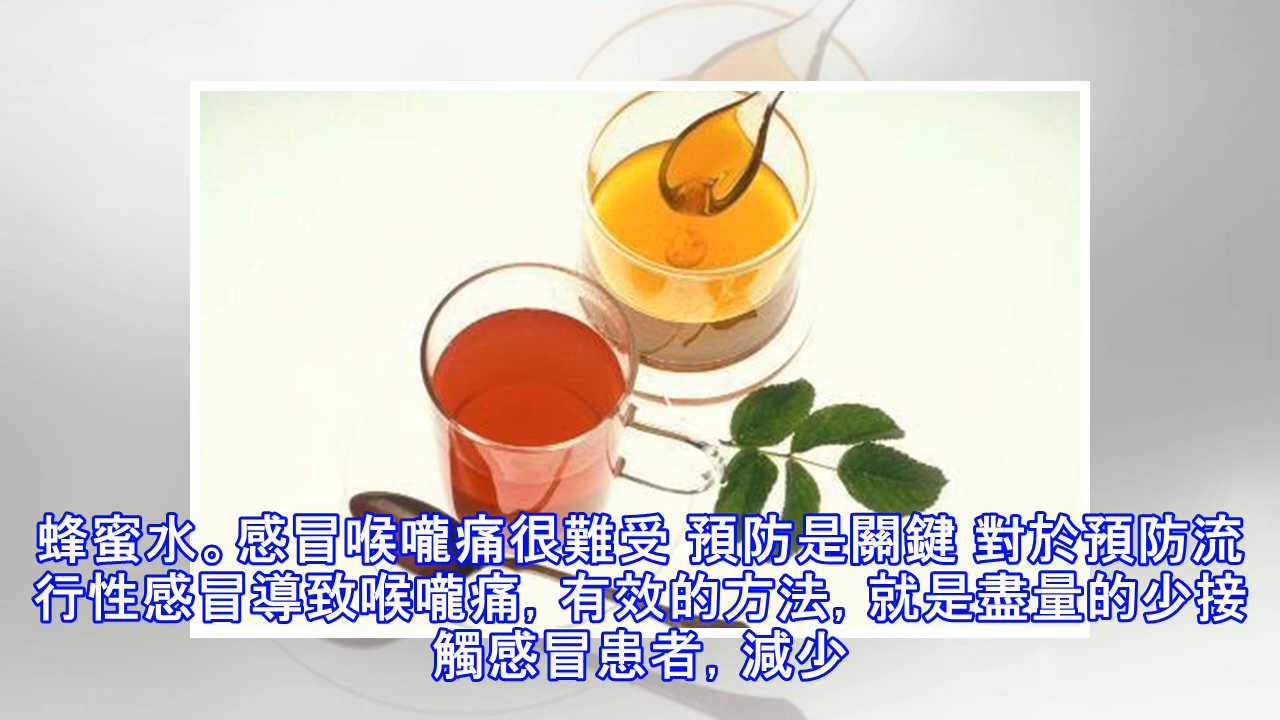 蜂蜜水。感冒喉嚨痛很難受 預防是關鍵 對於預防流
行性感冒導致喉嚨痛, 有效的方法, 就是盡量的少接
觸感冒患者, 減少